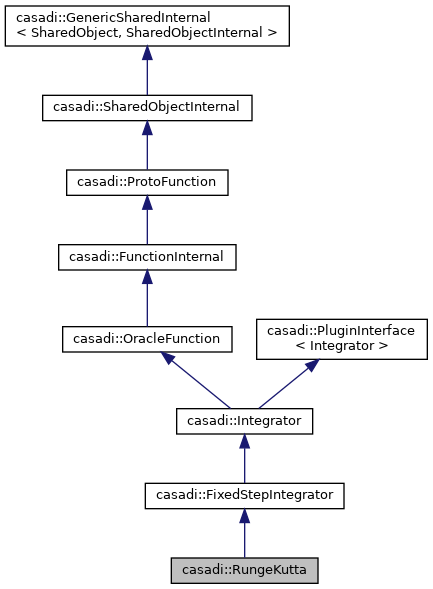 casadi::GenericSharedInternal
< SharedObject, SharedObjectInternal >
casadi::SharedObjectInternal
casadi::ProtoFunction
casadi::FunctionInternal
casadi::OracleFunction
casadi::PluginInterface
< Integrator >
casadi::Integrator
casadi::FixedStepIntegrator
casadi::RungeKutta